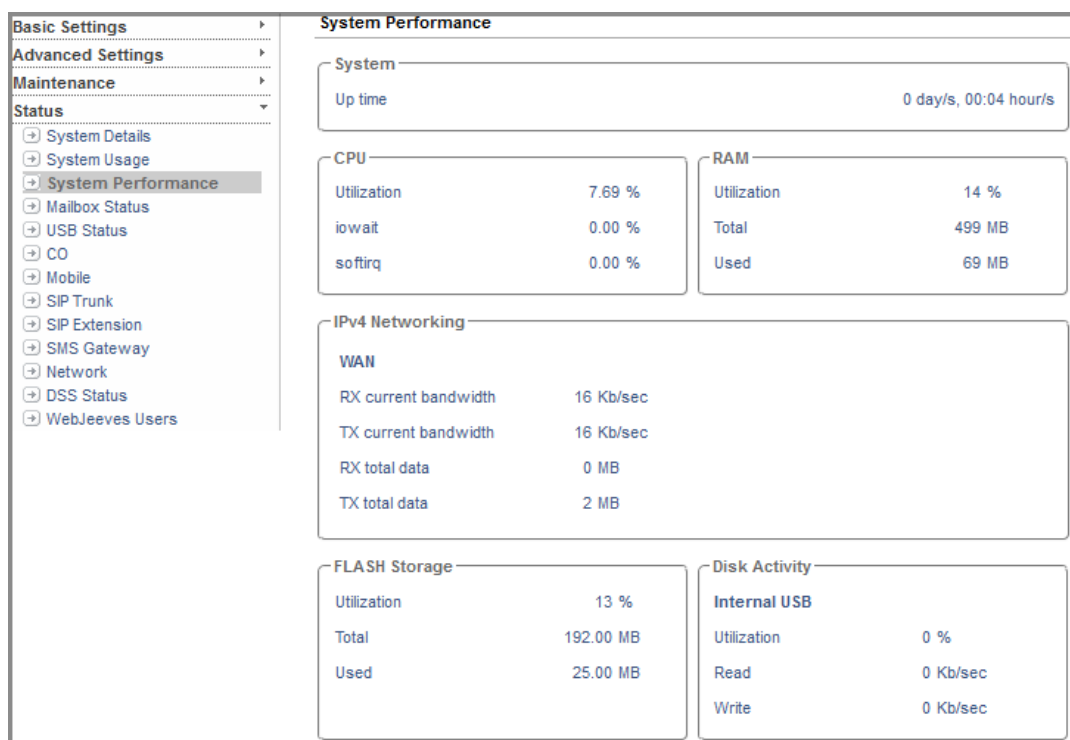 Basic Settings
Advanced Settings
Maintenance
Status
System Details
System Usage
System Performance
Mailbox Status
USB Status
CO
Mobile
SIP Trunk
SIP Extension
SMS Gateway
Network
DSS Status
WebJeeves Users
System Performance
System
Up time 0 day/s, 00:04 hour/s
CPU
Utilization 7.69 %
iowait 0.00 %
softirq 0.00 %
RAM
Utilization 14 %
Total 499 MB
Used 69 MB
IPv4 Networking
WAN
RX current bandwidth 16 Kb/sec
TX current bandwidth 16 Kb/sec
RX total data 0 MB
TX total data 2 MB
FLASH Storage
Utilization 13 %
Total 192.00 MB
Used 25.00 MB
Disk Activity
Internal USB
Utilization 0 %
Read 0 Kb/sec
Write 0 Kb/sec